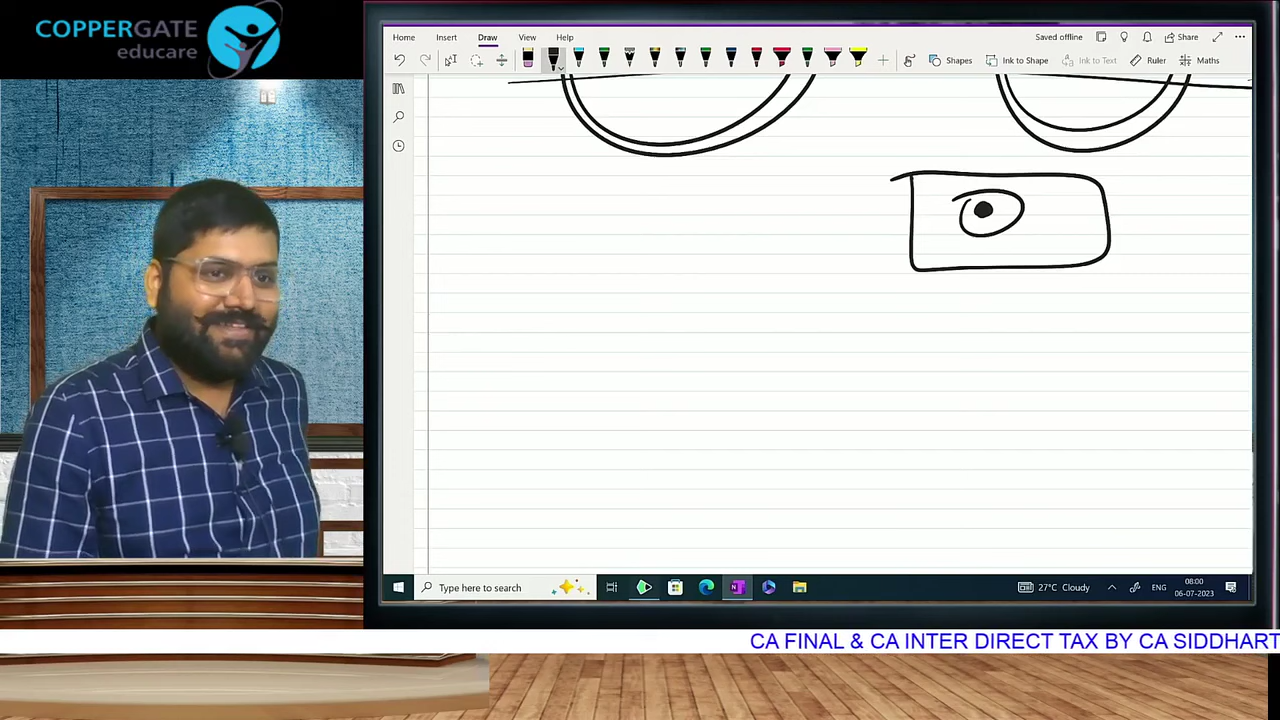 COPPERGATE
educare
Home Insert Draw View Help
Saved offline Share
Shapes Ink to Shape Ink to Text Ruler Maths
Type here to search
27°C Cloudy ENG 08:00
06-07-2023
CA FINAL & CA INTER DIRECT TAX BY CA SIDDHART